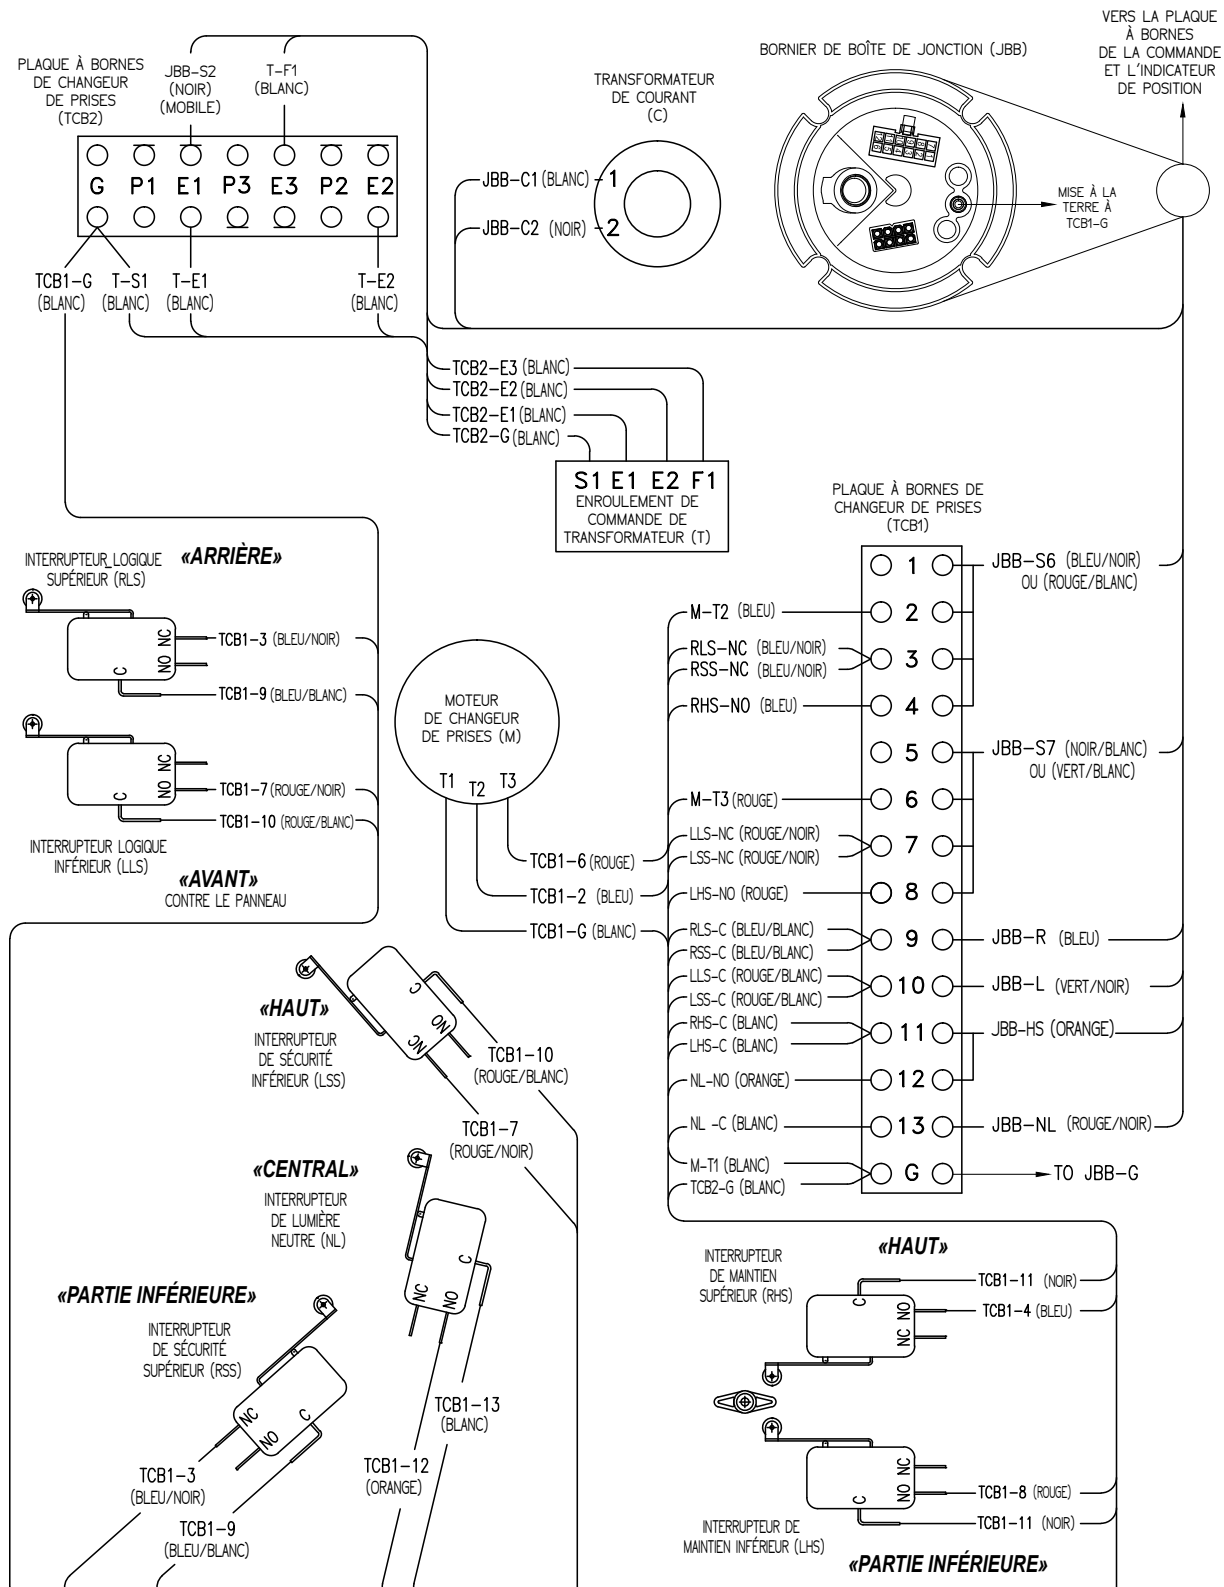 PLAQUE À BORNES
DE CHANGEUR
DE PRISES
(TCB2)
JBB-S2
(NOIR)
(MOBILE)
T-F1
(BLANC)
G P1 E1 P3 E3 P2 E2
TCB1-G
(BLANC)
T-S1
(BLANC)
T-E1
(BLANC)
T-E2
(BLANC)
TRANSFORMATEUR
DE COURANT
(C)
JBB-C1 (BLANC) 1
JBB-C2 (NOIR) 2
BORNIER DE BOÎTE DE JONCTION (JBB)
VERS LA PLAQUE
À BORNES
DE LA COMMANDE
ET L'INDICATEUR
DE POSITION
MISE À LA
TERRE À
TCB1-G
TCB2-E3 (BLANC)
TCB2-E2 (BLANC)
TCB2-E1 (BLANC)
TCB2-G (BLANC)
S1 E1 E2 F1
ENROULEMENT DE
COMMANDE DE
TRANSFORMATEUR (T)
«ARRIÈRE»
INTERRUPTEUR LOGIQUE
SUPÉRIEUR (RLS)
C NO NC
TCB1-3 (BLEU/NOIR)
TCB1-9 (BLEU/BLANC)
C NO NC
TCB1-7 (ROUGE/NOIR)
TCB1-10 (ROUGE/BLANC)
INTERRUPTEUR LOGIQUE
INFÉRIEUR (LLS)
«AVANT»
CONTRE LE PANNEAU
MOTEUR
DE CHANGEUR
DE PRISES (M)
T1 T2 T3
TCB1-6 (ROUGE)
TCB1-2 (BLEU)
TCB1-G (BLANC)
PLAQUE À BORNES DE
CHANGEUR DE PRISES
(TCB1)
1 JBB-S6 (BLEU/NOIR)
OU (ROUGE/BLANC)
M-T2 (BLEU) 2
RLS-NC (BLEU/NOIR)
RSS-NC (BLEU/NOIR) 3
RHS-NO (BLEU) 4
5 JBB-S7 (NOIR/BLANC)
OU (VERT/BLANC)
M-T3 (ROUGE) 6
LLS-NC (ROUGE/NOIR)
LSS-NC (ROUGE/NOIR) 7
LHS-NO (ROUGE) 8
RLS-C (BLEU/BLANC)
RSS-C (BLEU/BLANC) 9 JBB-R (BLEU)
LLS-C (ROUGE/BLANC)
LSS-C (ROUGE/BLANC) 10 JBB-L (VERT/NOIR)
RHS-C (BLANC)
LHS-C (BLANC) 11 JBB-HS (ORANGE)
NL-NO (ORANGE) 12
NL -C (BLANC) 13 JBB-NL (ROUGE/NOIR)
M-T1 (BLANC)
TCB2-G (BLANC) G TO JBB-G
«HAUT»
INTERRUPTEUR
DE SÉCURITÉ
INFÉRIEUR (LSS)
C NO NC
TCB1-10
(ROUGE/BLANC)
TCB1-7
(ROUGE/NOIR)
«CENTRAL»
INTERRUPTEUR
DE LUMIÈRE
NEUTRE (NL)
NC NO C
TCB1-13
(BLANC)
TCB1-12
(ORANGE)
«PARTIE INFÉRIEURE»
INTERRUPTEUR
DE SÉCURITÉ
SUPÉRIEUR (RSS)
NC NO C
TCB1-3
(BLEU/NOIR)
TCB1-9
(BLEU/BLANC)
«HAUT»
INTERRUPTEUR
DE MAINTIEN
SUPÉRIEUR (RHS)
C NC NO
TCB1-11 (NOIR)
TCB1-4 (BLEU)
C NO NC
TCB1-8 (ROUGE)
TCB1-11 (NOIR)
INTERRUPTEUR DE
MAINTIEN INFÉRIEUR (LHS)
«PARTIE INFÉRIEURE»